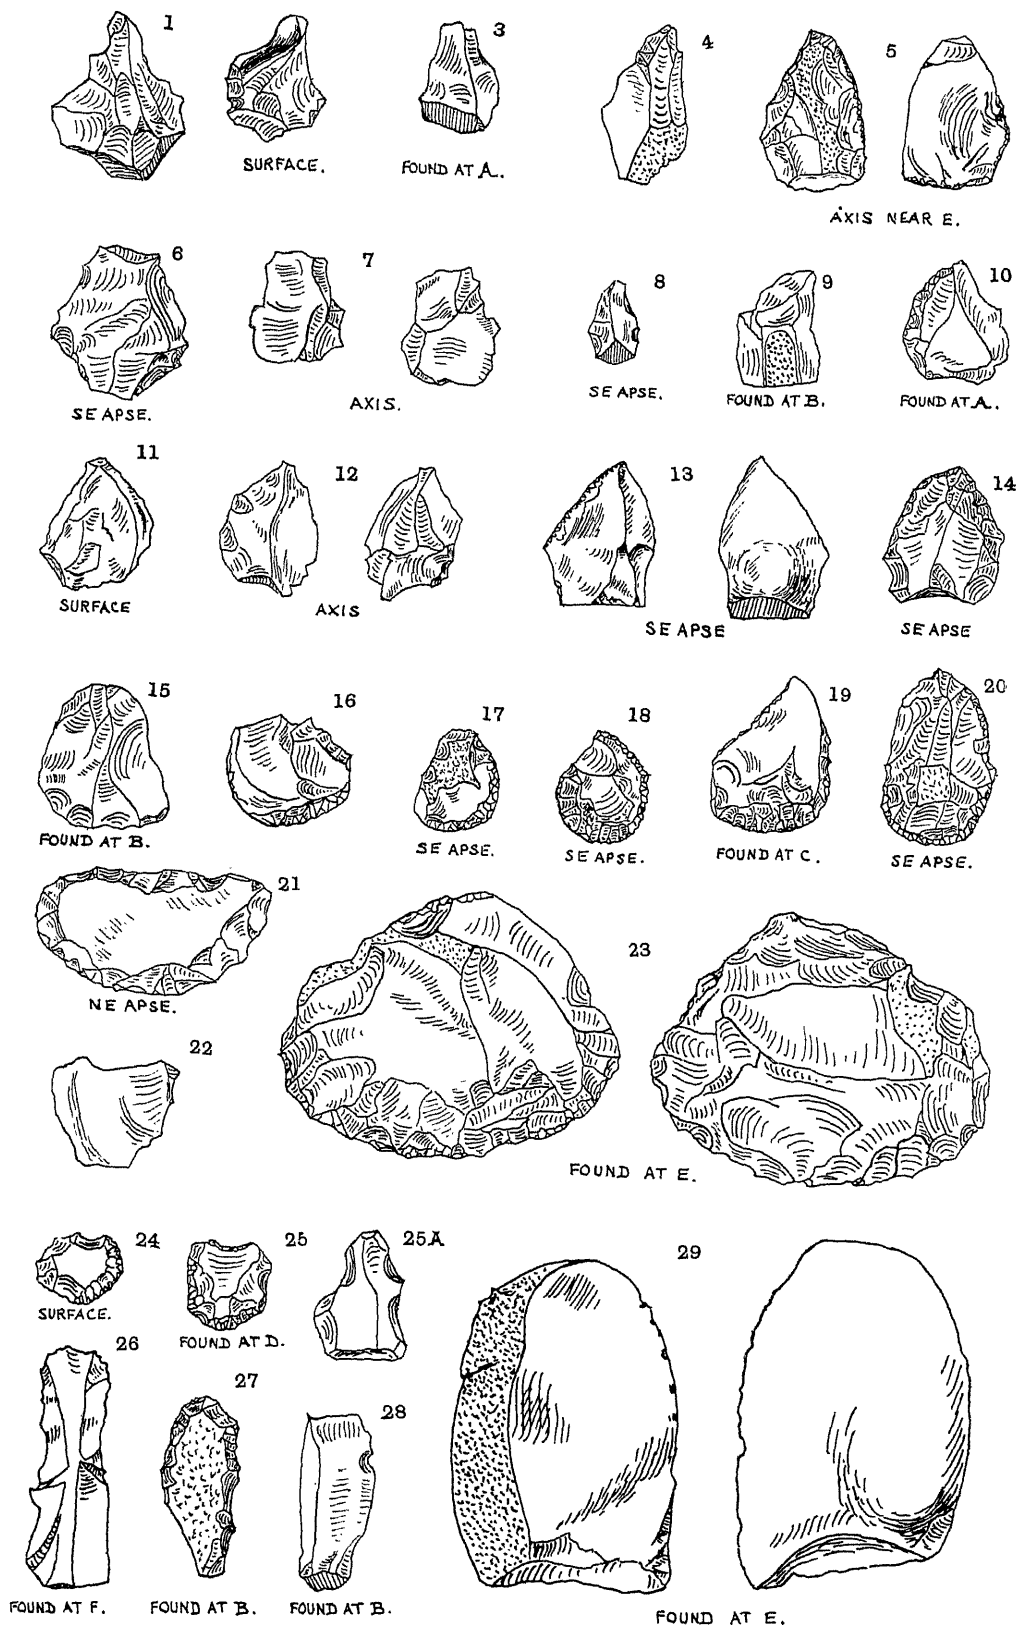 1
3
4
5
SURFACE.
FOUND AT A.
AXIS NEAR E.
6
7
8
9
10
SE APSE.
AXIS.
SE APSE.
FOUND AT B.
FOUND AT A.
11
12
13
14
SURFACE
AXIS
SE APSE
SE APSE
15
16
17
18
19
20
FOUND AT B.
SE APSE.
SE APSE.
FOUND AT C.
SE APSE.
21
NE APSE.
22
23
FOUND AT E.
24
25
25A
29
SURFACE.
FOUND AT D.
26
27
28
FOUND AT F.
FOUND AT B.
FOUND AT B.
FOUND AT E.